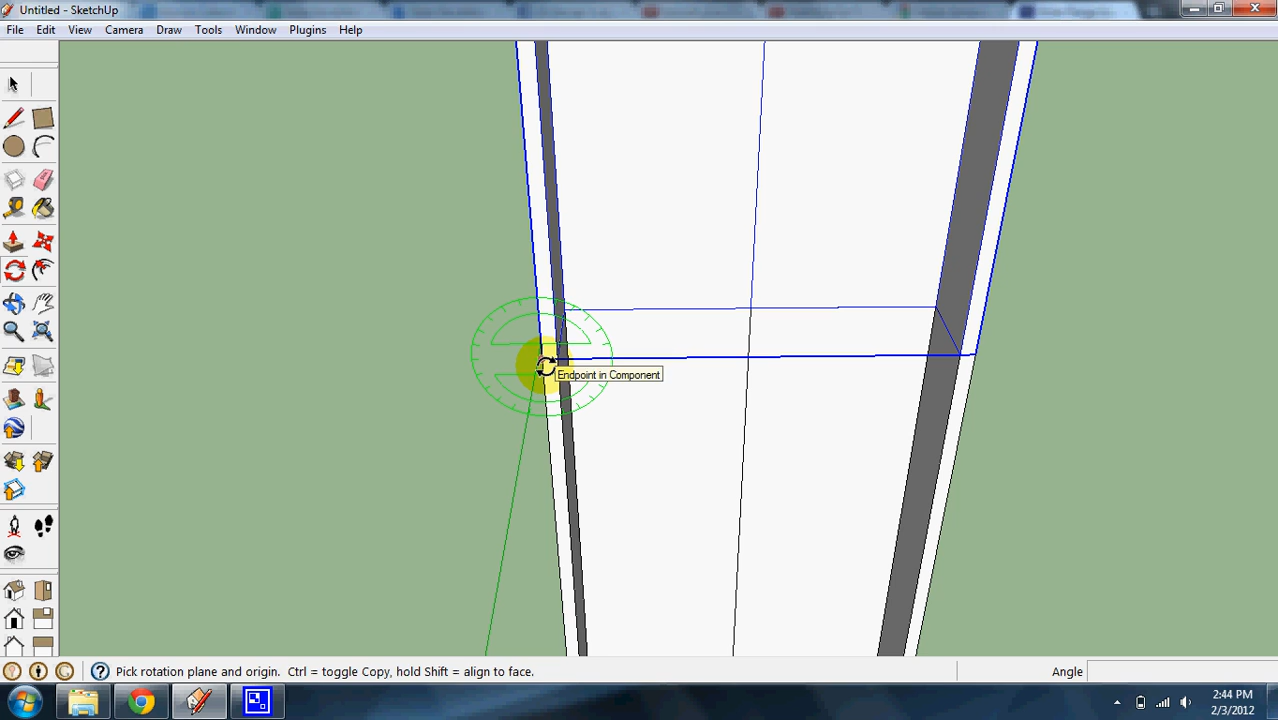 Untitled - SketchUp
File Edit View Camera Draw Tools Window Plugins Help
Endpoint in Component
Pick rotation plane and origin. Ctrl = toggle Copy, hold Shift = align to face. Angle
2:44 PM
2/3/2012